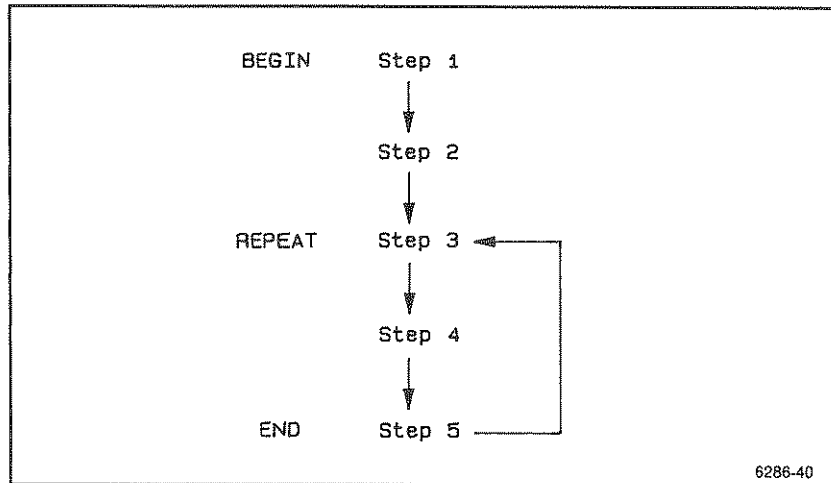 BEGIN Step 1
Step 2
REPEAT Step 3
Step 4
END Step 5
6286-40